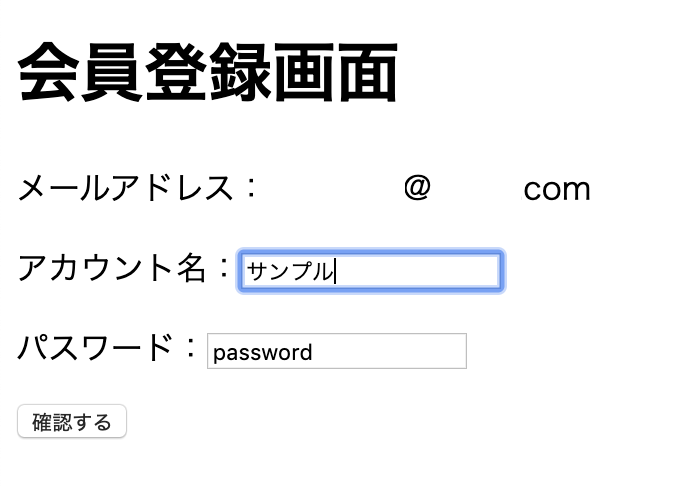 会員登録画面
メールアドレス： @ com
アカウント名：サンプル
パスワード：password
確認する